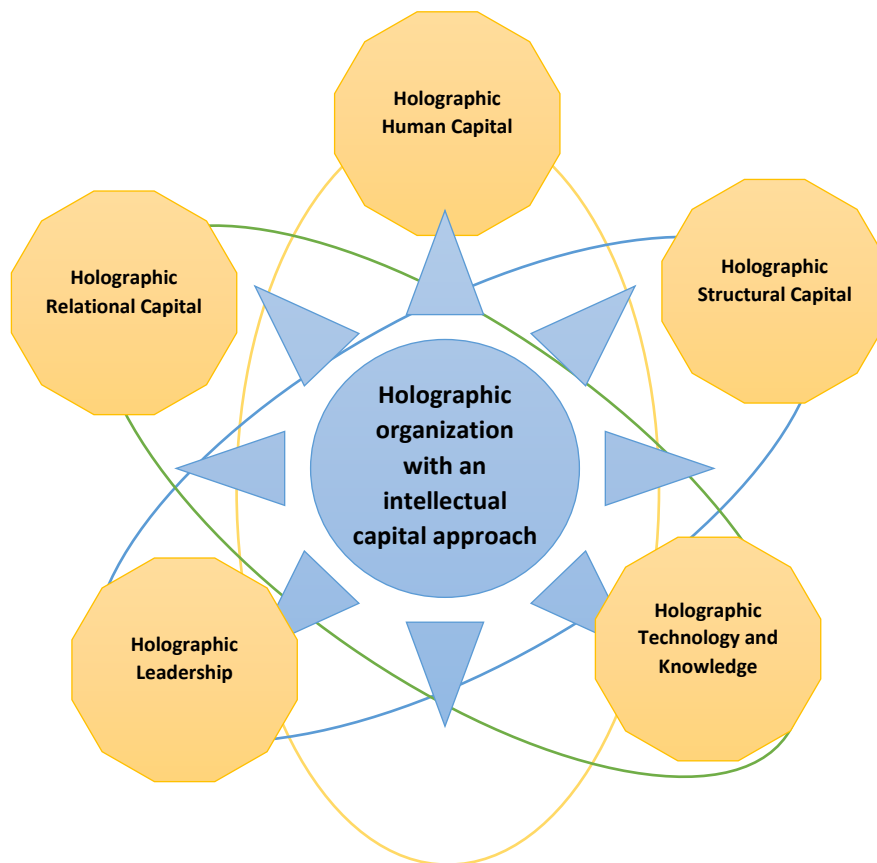 Holographic
Human Capital
Holographic
Relational Capital
Holographic
Structural Capital
Holographic
organization
with an
intellectual
capital approach
Holographic
Leadership
Holographic
Technology and
Knowledge